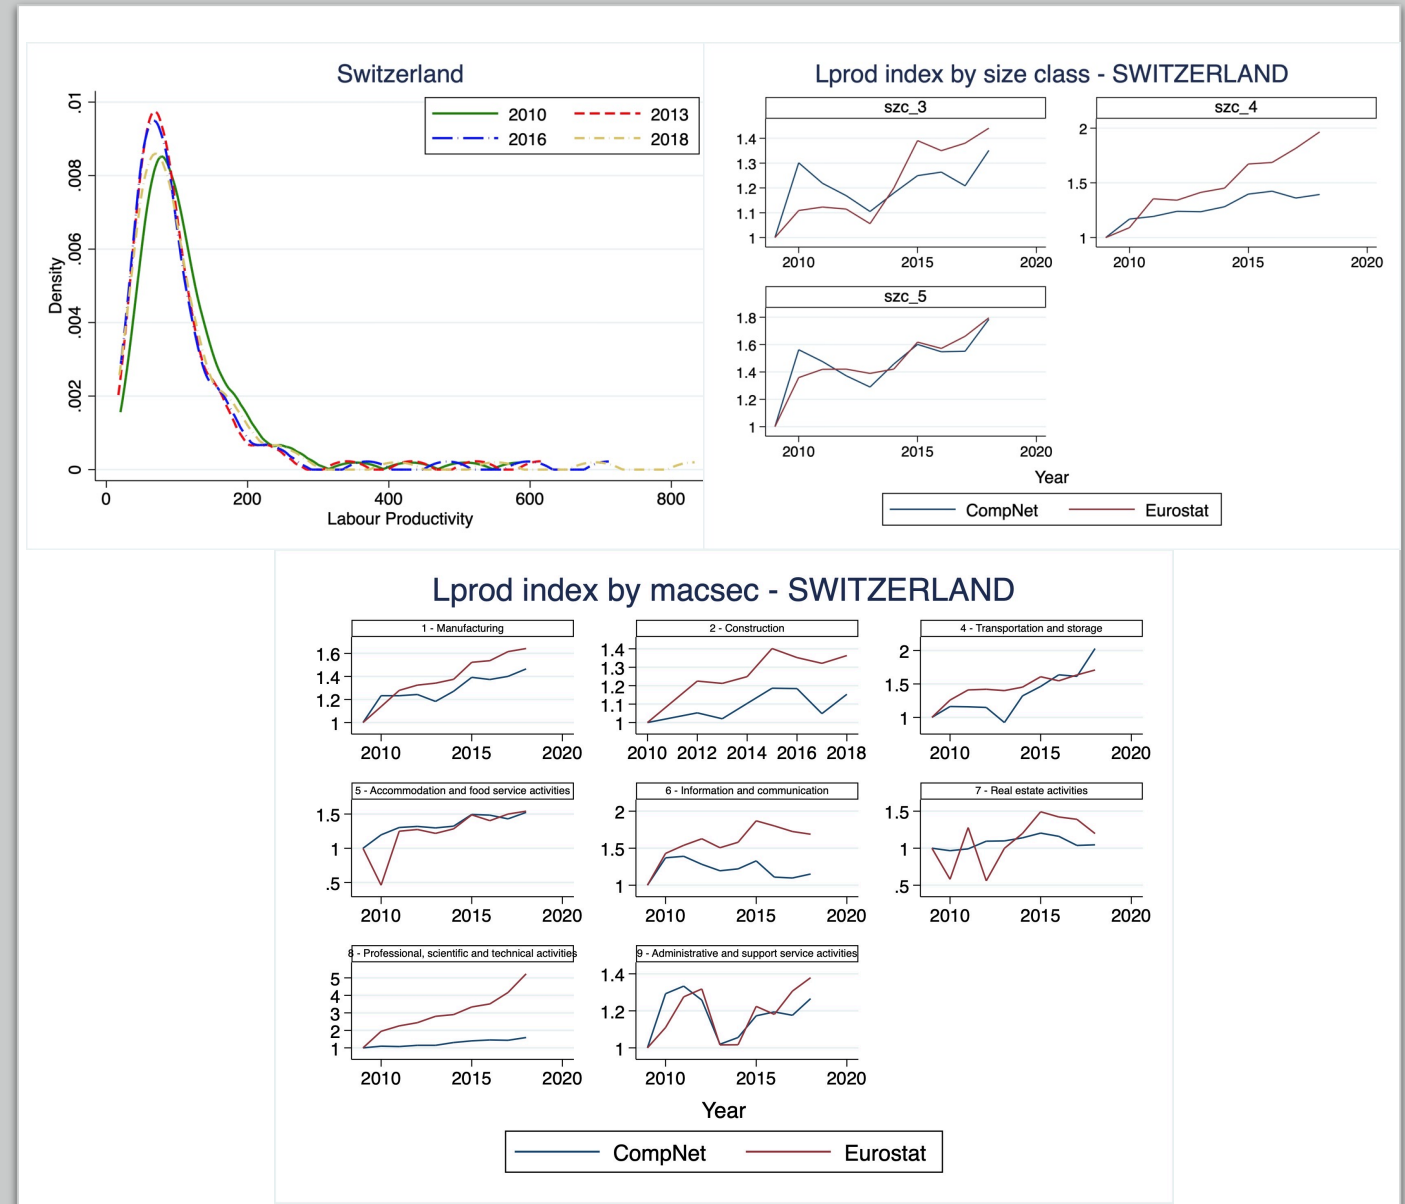 Switzerland
2010 2013
2016 2018
.01
.008
.006
.004
.002
0
Density
0 200 400 600 800
Labour Productivity
Lprod index by size class - SWITZERLAND
szc_3
1.4
1.3
1.2
1.1
1
2010 2015 2020
szc_4
2
1.5
1
2010 2015 2020
szc_5
1.8
1.6
1.4
1.2
1
2010 2015 2020
Year
CompNet Eurostat
Lprod index by macsec - SWITZERLAND
1 - Manufacturing
1.6
1.4
1.2
1
2010 2015 2020
2 - Construction
1.4
1.3
1.2
1.1
1
2010 2012 2014 2016 2018
4 - Transportation and storage
2
1.5
1
2010 2015 2020
5 - Accommodation and food service activities
1.5
1
.5
2010 2015 2020
6 - Information and communication
2
1.5
1
2010 2015 2020
7 - Real estate activities
1.5
1
.5
2010 2015 2020
8 - Professional, scientific and technical activities
5
4
3
2
1
2010 2015 2020
9 - Administrative and support service activities
1.4
1.2
1
2010 2015 2020
Year
CompNet Eurostat